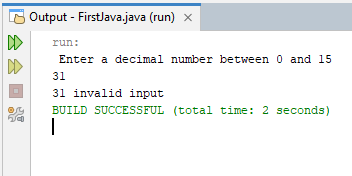 Output - FirstJava.java (run) ×
run:
Enter a decimal number between 0 and 15
31
31 invalid input
BUILD SUCCESSFUL (total time: 2 seconds)